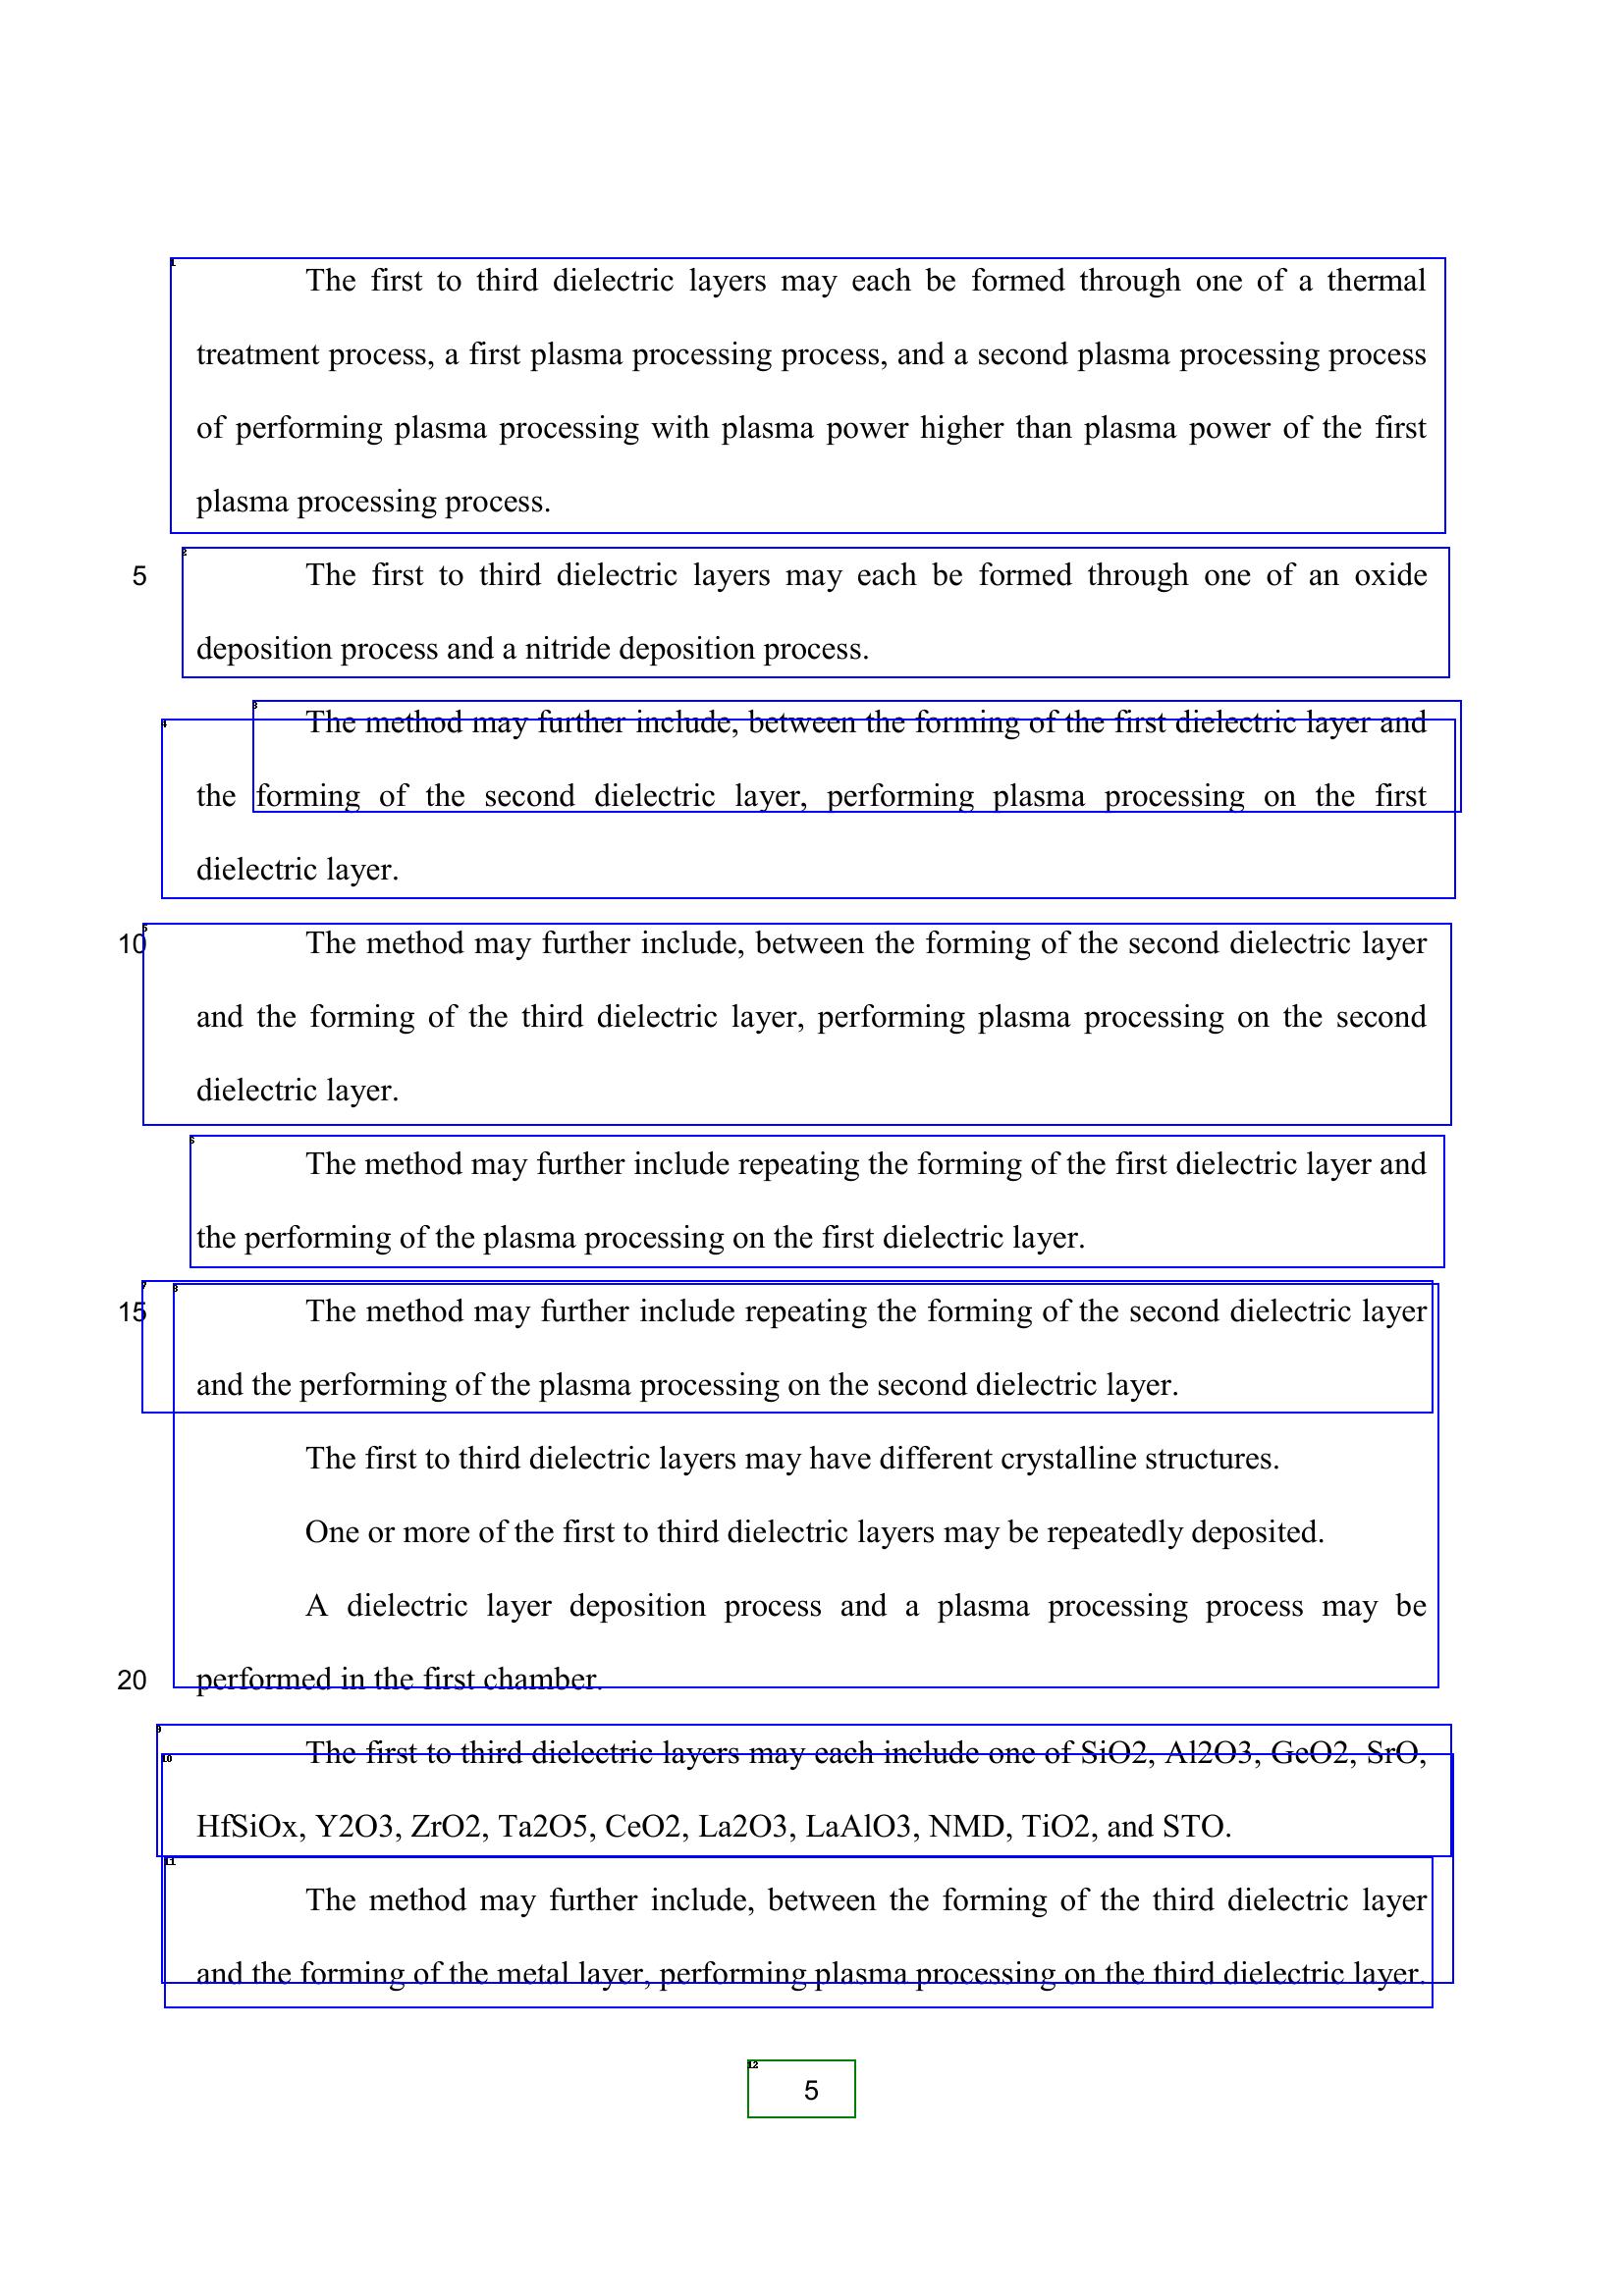 The first to third dielectric layers may each be formed through one of a thermal
treatment process, a first plasma processing process, and a second plasma processing process
of performing plasma processing with plasma power higher than plasma power of the first
plasma processing process.
5 The first to third dielectric layers may each be formed through one of an oxide
deposition process and a nitride deposition process.
The method may further include, between the forming of the first dielectric layer and
the forming of the second dielectric layer, performing plasma processing on the first
dielectric layer.
10 The method may further include, between the forming of the second dielectric layer
and the forming of the third dielectric layer, performing plasma processing on the second
dielectric layer.
The method may further include repeating the forming of the first dielectric layer and
the performing of the plasma processing on the first dielectric layer.
15 The method may further include repeating the forming of the second dielectric layer
and the performing of the plasma processing on the second dielectric layer.
The first to third dielectric layers may have different crystalline structures.
One or more of the first to third dielectric layers may be repeatedly deposited.
A dielectric layer deposition process and a plasma processing process may be
20 performed in the first chamber.
The first to third dielectric layers may each include one of SiO2, Al2O3, GeO2, SrO,
HfSiOx, Y2O3, ZrO2, Ta2O5, CeO2, La2O3, LaAlO3, NMD, TiO2, and STO.
The method may further include, between the forming of the third dielectric layer
and the forming of the metal layer, performing plasma processing on the third dielectric layer.
12
5